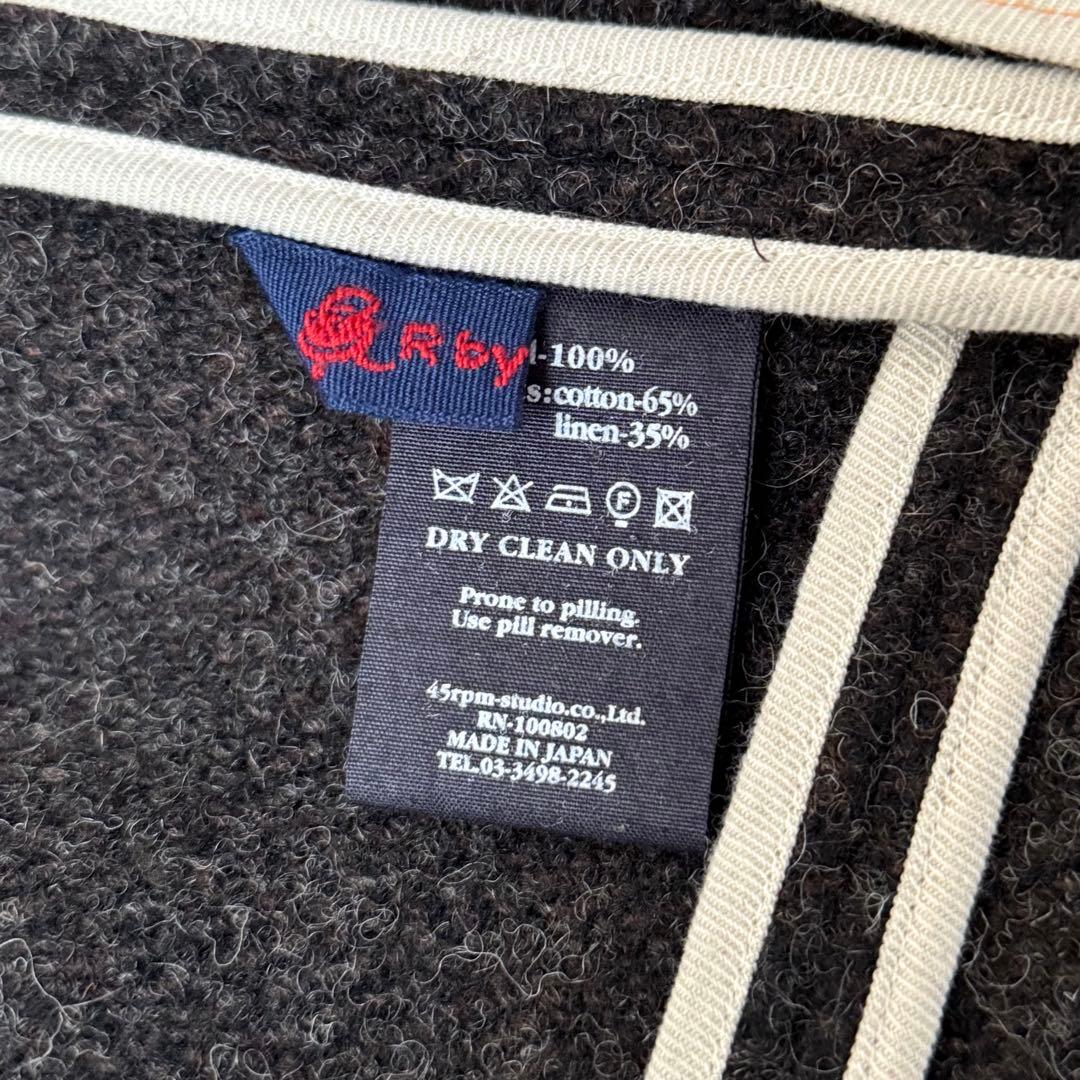 R by
-100%
s:cotton-65%
linen-35%
F
DRY CLEAN ONLY
Prone to pilling.
Use pill remover.
45rpm-studio.co.,Ltd.
RN-100802
MADE IN JAPAN
TEL.03-3498-2245